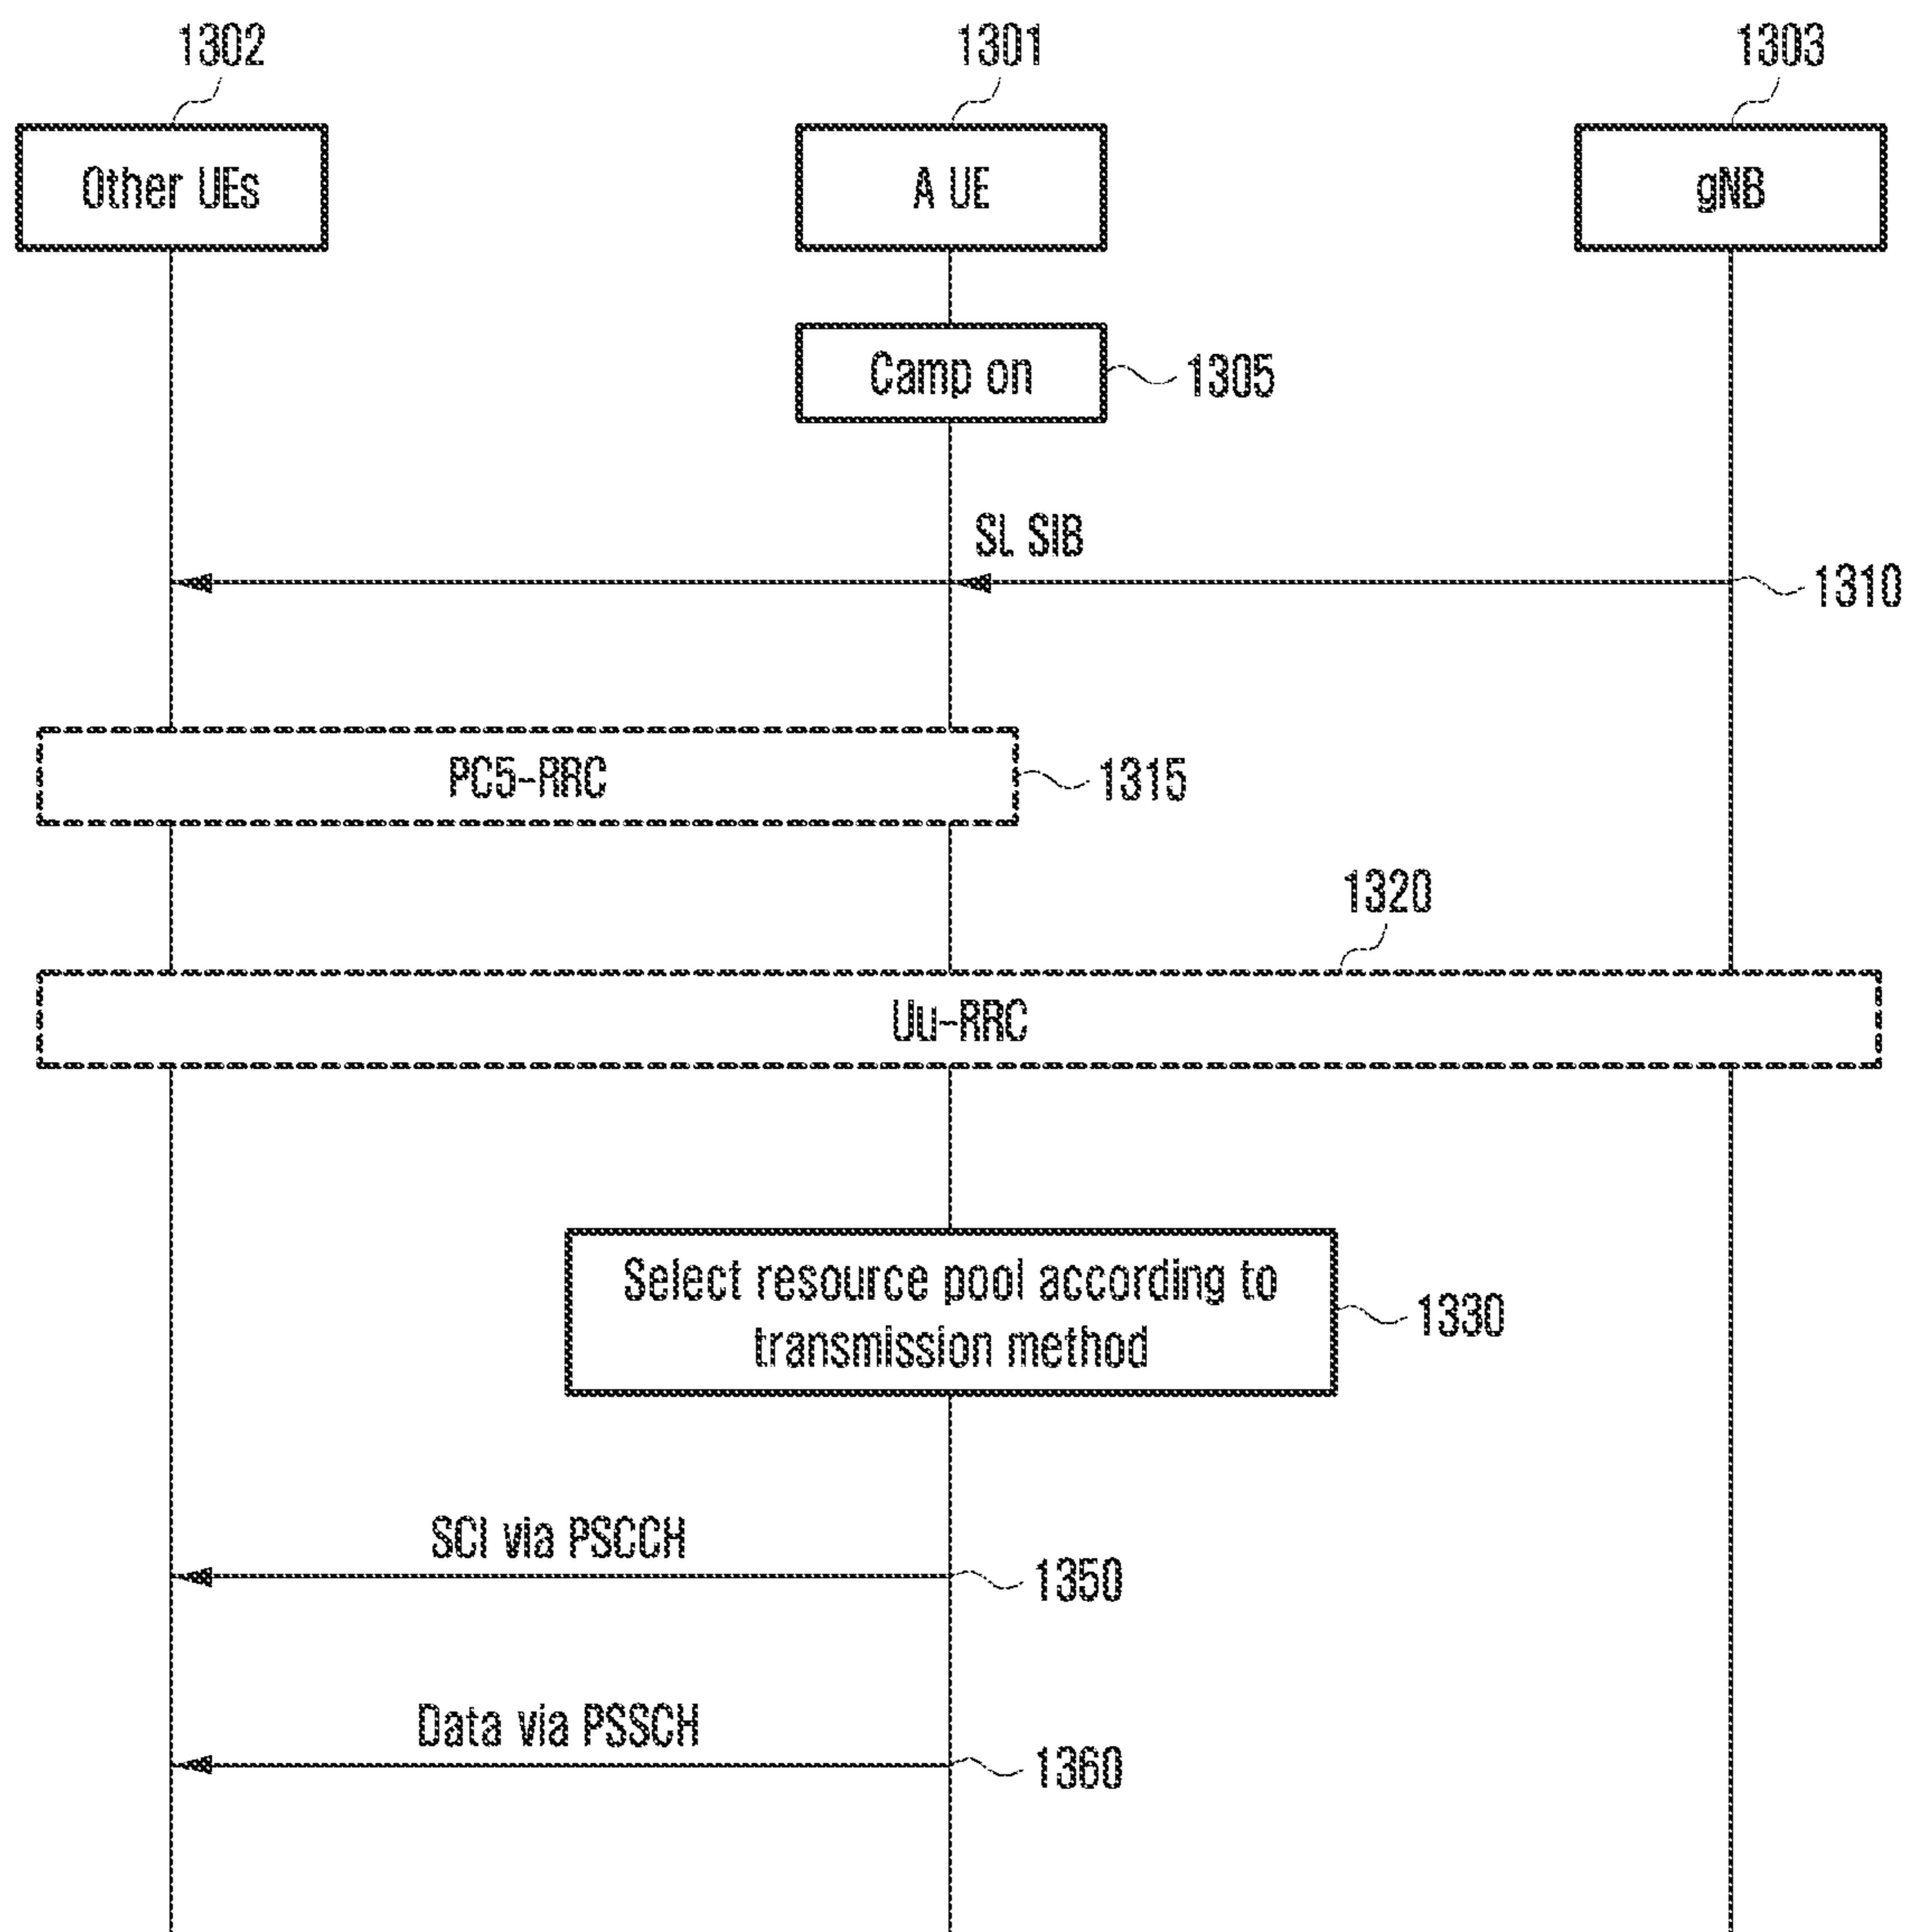 1302
1301
1303
Other UEs
A UE
gNB
Camp on
1305
SL SIB
1310
PC5-RRC
1315
1320
Uu-RRC
Select resource pool according to
transmission method
1330
SCI via PSCCH
1350
Data via PSSCH
1360